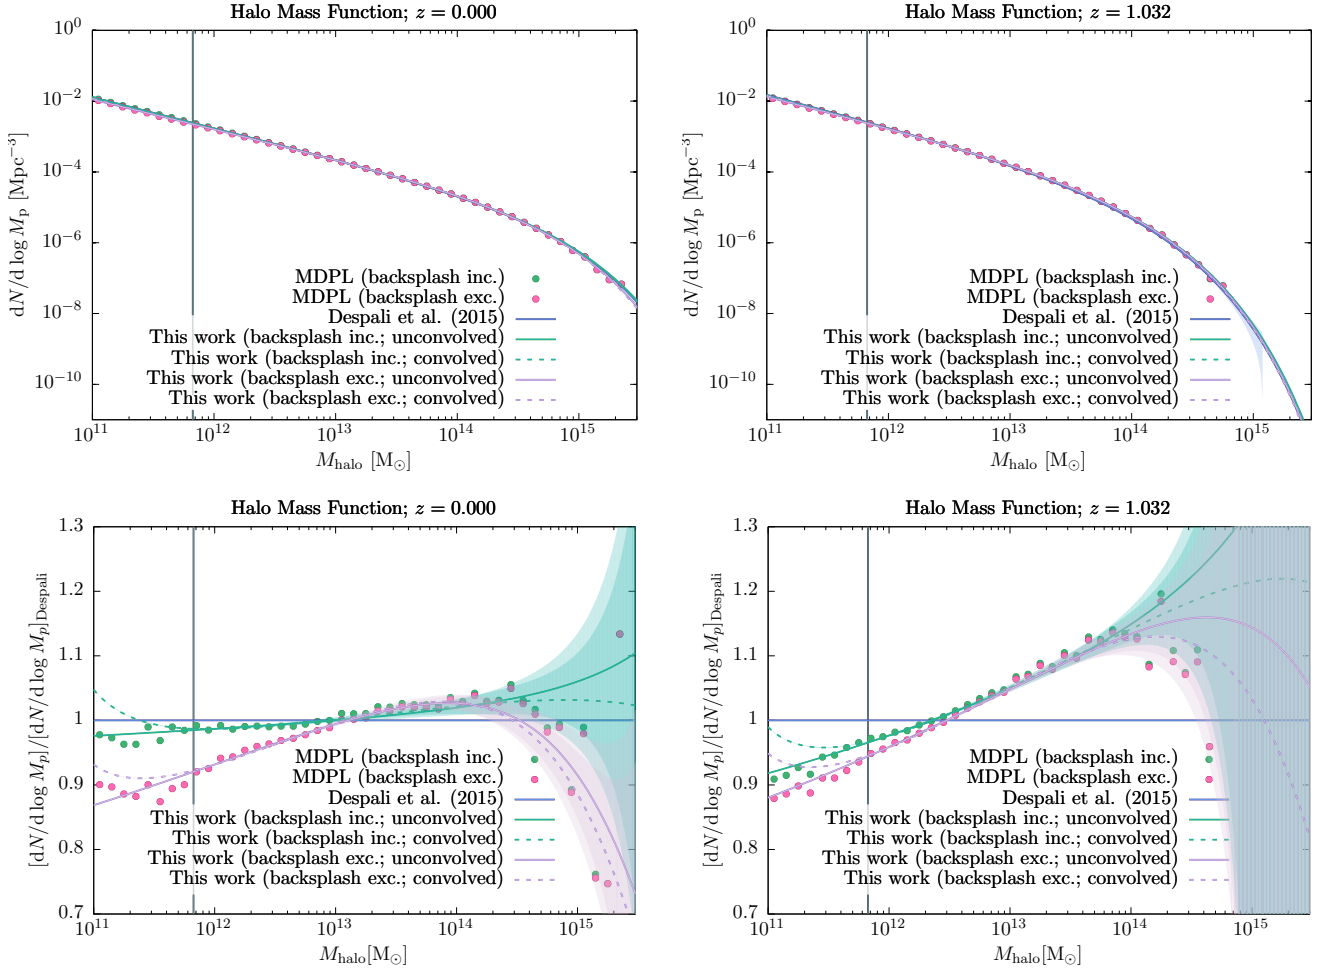 Halo Mass Function; z = 0.000
10^0
10^−2
10^−4
10^−6
10^−8
10^−10
dN/d log M_p [Mpc^−3]
MDPL (backsplash inc.)
MDPL (backsplash exc.)
Despali et al. (2015)
This work (backsplash inc.; unconvolved)
This work (backsplash inc.; convolved)
This work (backsplash exc.; unconvolved)
This work (backsplash exc.; convolved)
10^11 10^12 10^13 10^14 10^15
M_halo [M_⊙]
Halo Mass Function; z = 1.032
10^0
10^−2
10^−4
10^−6
10^−8
10^−10
dN/d log M_p [Mpc^−3]
MDPL (backsplash inc.)
MDPL (backsplash exc.)
Despali et al. (2015)
This work (backsplash inc.; unconvolved)
This work (backsplash inc.; convolved)
This work (backsplash exc.; unconvolved)
This work (backsplash exc.; convolved)
10^11 10^12 10^13 10^14 10^15
M_halo [M_⊙]
Halo Mass Function; z = 0.000
1.3
1.2
1.1
1
0.9
0.8
0.7
[dN/d log M_p]/[dN/d log M_p]_Despali
MDPL (backsplash inc.)
MDPL (backsplash exc.)
Despali et al. (2015)
This work (backsplash inc.; unconvolved)
This work (backsplash inc.; convolved)
This work (backsplash exc.; unconvolved)
This work (backsplash exc.; convolved)
10^11 10^12 10^13 10^14 10^15
M_halo[M_⊙]
Halo Mass Function; z = 1.032
1.3
1.2
1.1
1
0.9
0.8
0.7
[dN/d log M_p]/[dN/d log M_p]_Despali
MDPL (backsplash inc.)
MDPL (backsplash exc.)
Despali et al. (2015)
This work (backsplash inc.; unconvolved)
This work (backsplash inc.; convolved)
This work (backsplash exc.; unconvolved)
This work (backsplash exc.; convolved)
10^11 10^12 10^13 10^14 10^15
M_halo[M_⊙]